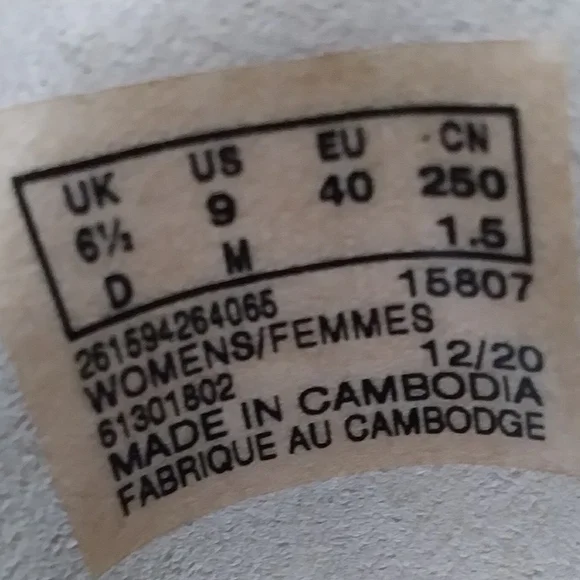 UK US EU CN
6½ 9 40 250
D M 1.5
261594264065 15807
WOMENS/FEMMES
61301802 12/20
MADE IN CAMBODIA
FABRIQUE AU CAMBODGE